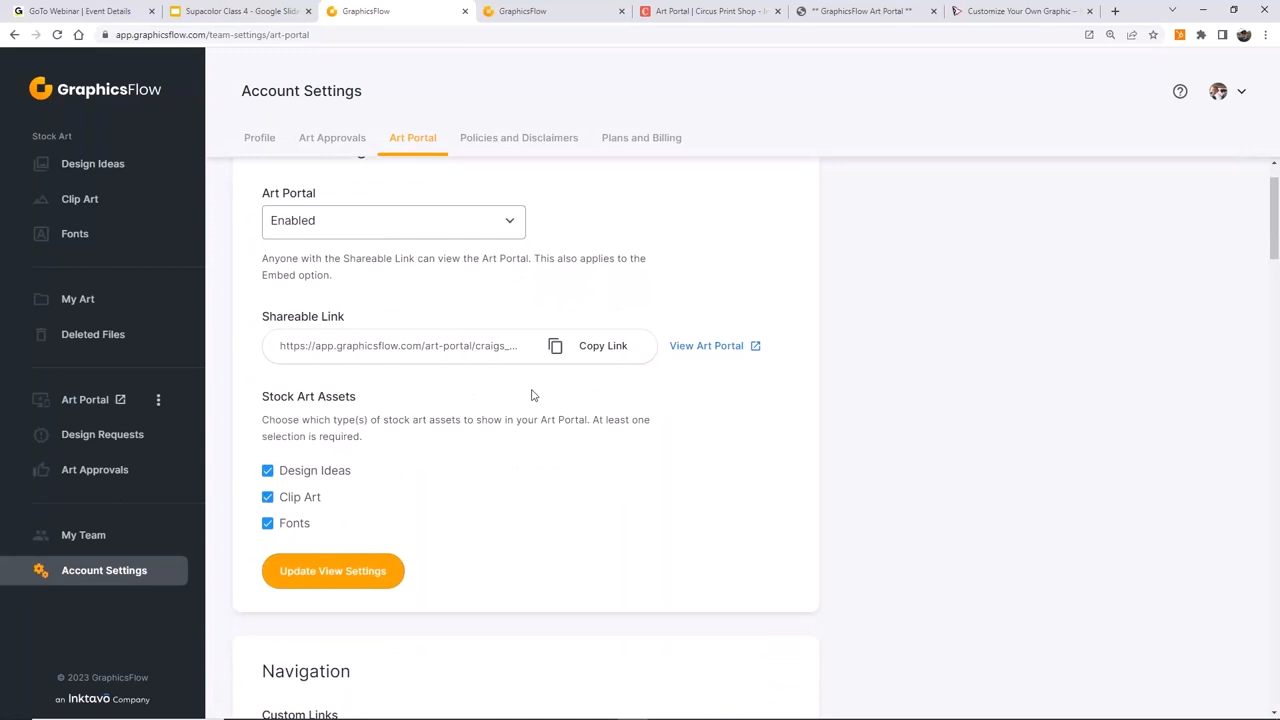 GoTo Webinar | Event Details
Supacolor Class 4 - Google Slide
GraphicsFlow
GraphicsFlow
Art Portal | Circus Print Shop
** GraphicsFlow Art Portal **
Customize Your Own Graphic
app.graphicsflow.com/team-settings/art-portal
GraphicsFlow
Stock Art
Design Ideas
Clip Art
Fonts
My Art
Deleted Files
Art Portal
Design Requests
Art Approvals
My Team
Account Settings
© 2023 GraphicsFlow
an Inktavo Company
Account Settings
Profile
Art Approvals
Art Portal
Policies and Disclaimers
Plans and Billing
Art Portal
Enabled
Anyone with the Shareable Link can view the Art Portal. This also applies to the
Embed option.
Shareable Link
https://app.graphicsflow.com/art-portal/craigs_...
Copy Link
View Art Portal
Stock Art Assets
Choose which type(s) of stock art assets to show in your Art Portal. At least one
selection is required.
Design Ideas
Clip Art
Fonts
Update View Settings
Navigation
Custom Links